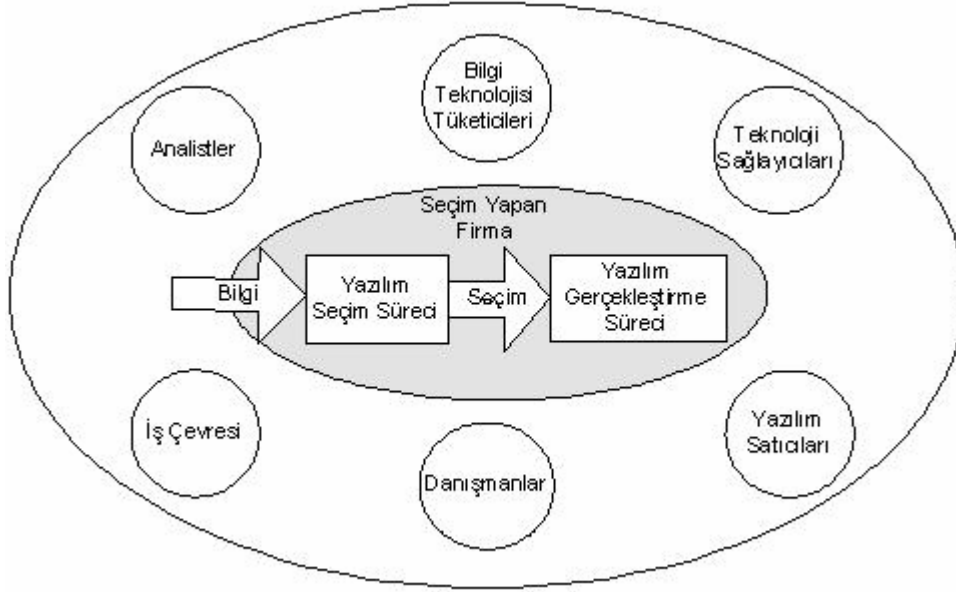 Bilgi
Teknolojisi
Tüketicileri
Analistler
Teknoloji
Sağlayıcıları
Seçim Yapan
Firma
Bilgi
Yazılım
Seçim Süreci
Seçim
Yazılım
Gerçekleştirme
Süreci
İş Çevresi
Danışmanlar
Yazılım
Satıcıları